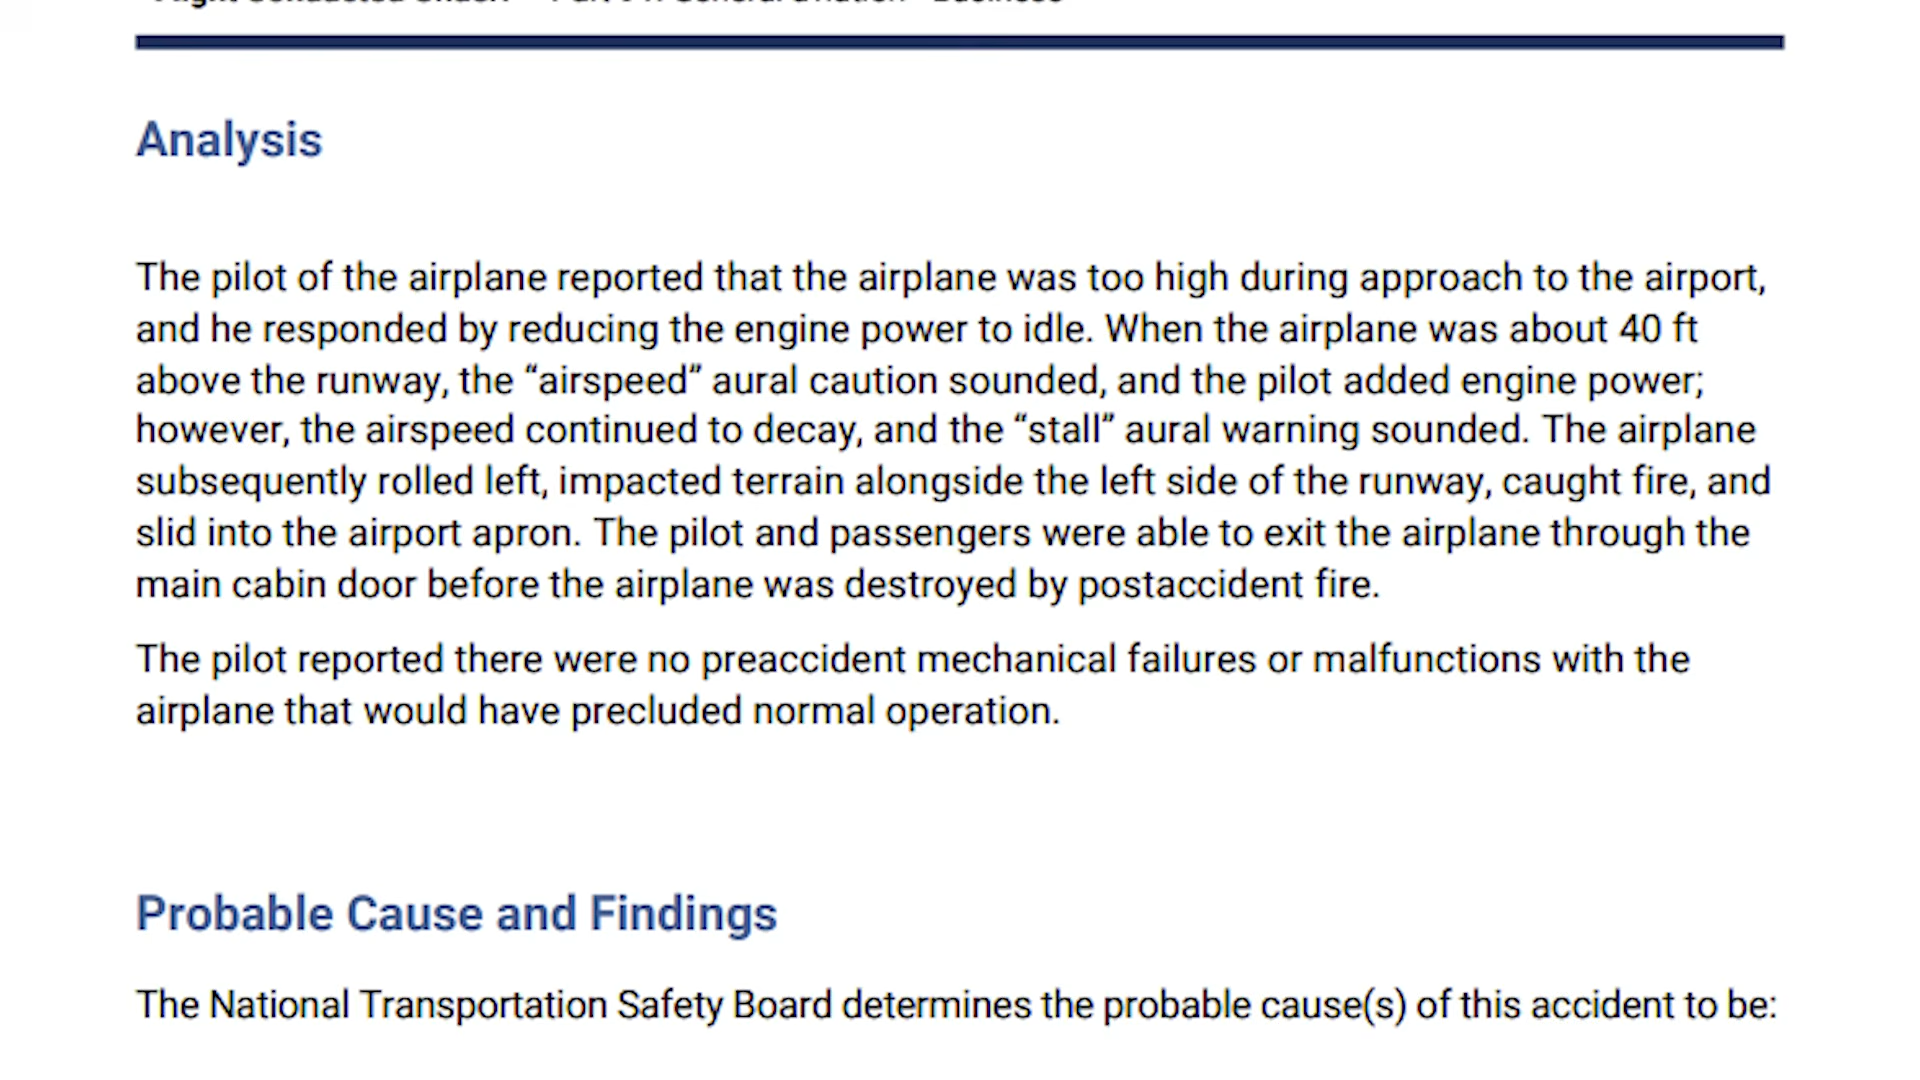 Analysis
The pilot of the airplane reported that the airplane was too high during approach to the airport,
and he responded by reducing the engine power to idle. When the airplane was about 40 ft
above the runway, the “airspeed” aural caution sounded, and the pilot added engine power;
however, the airspeed continued to decay, and the “stall” aural warning sounded. The airplane
subsequently rolled left, impacted terrain alongside the left side of the runway, caught fire, and
slid into the airport apron. The pilot and passengers were able to exit the airplane through the
main cabin door before the airplane was destroyed by postaccident fire.
The pilot reported there were no preaccident mechanical failures or malfunctions with the
airplane that would have precluded normal operation.
Probable Cause and Findings
The National Transportation Safety Board determines the probable cause(s) of this accident to be: